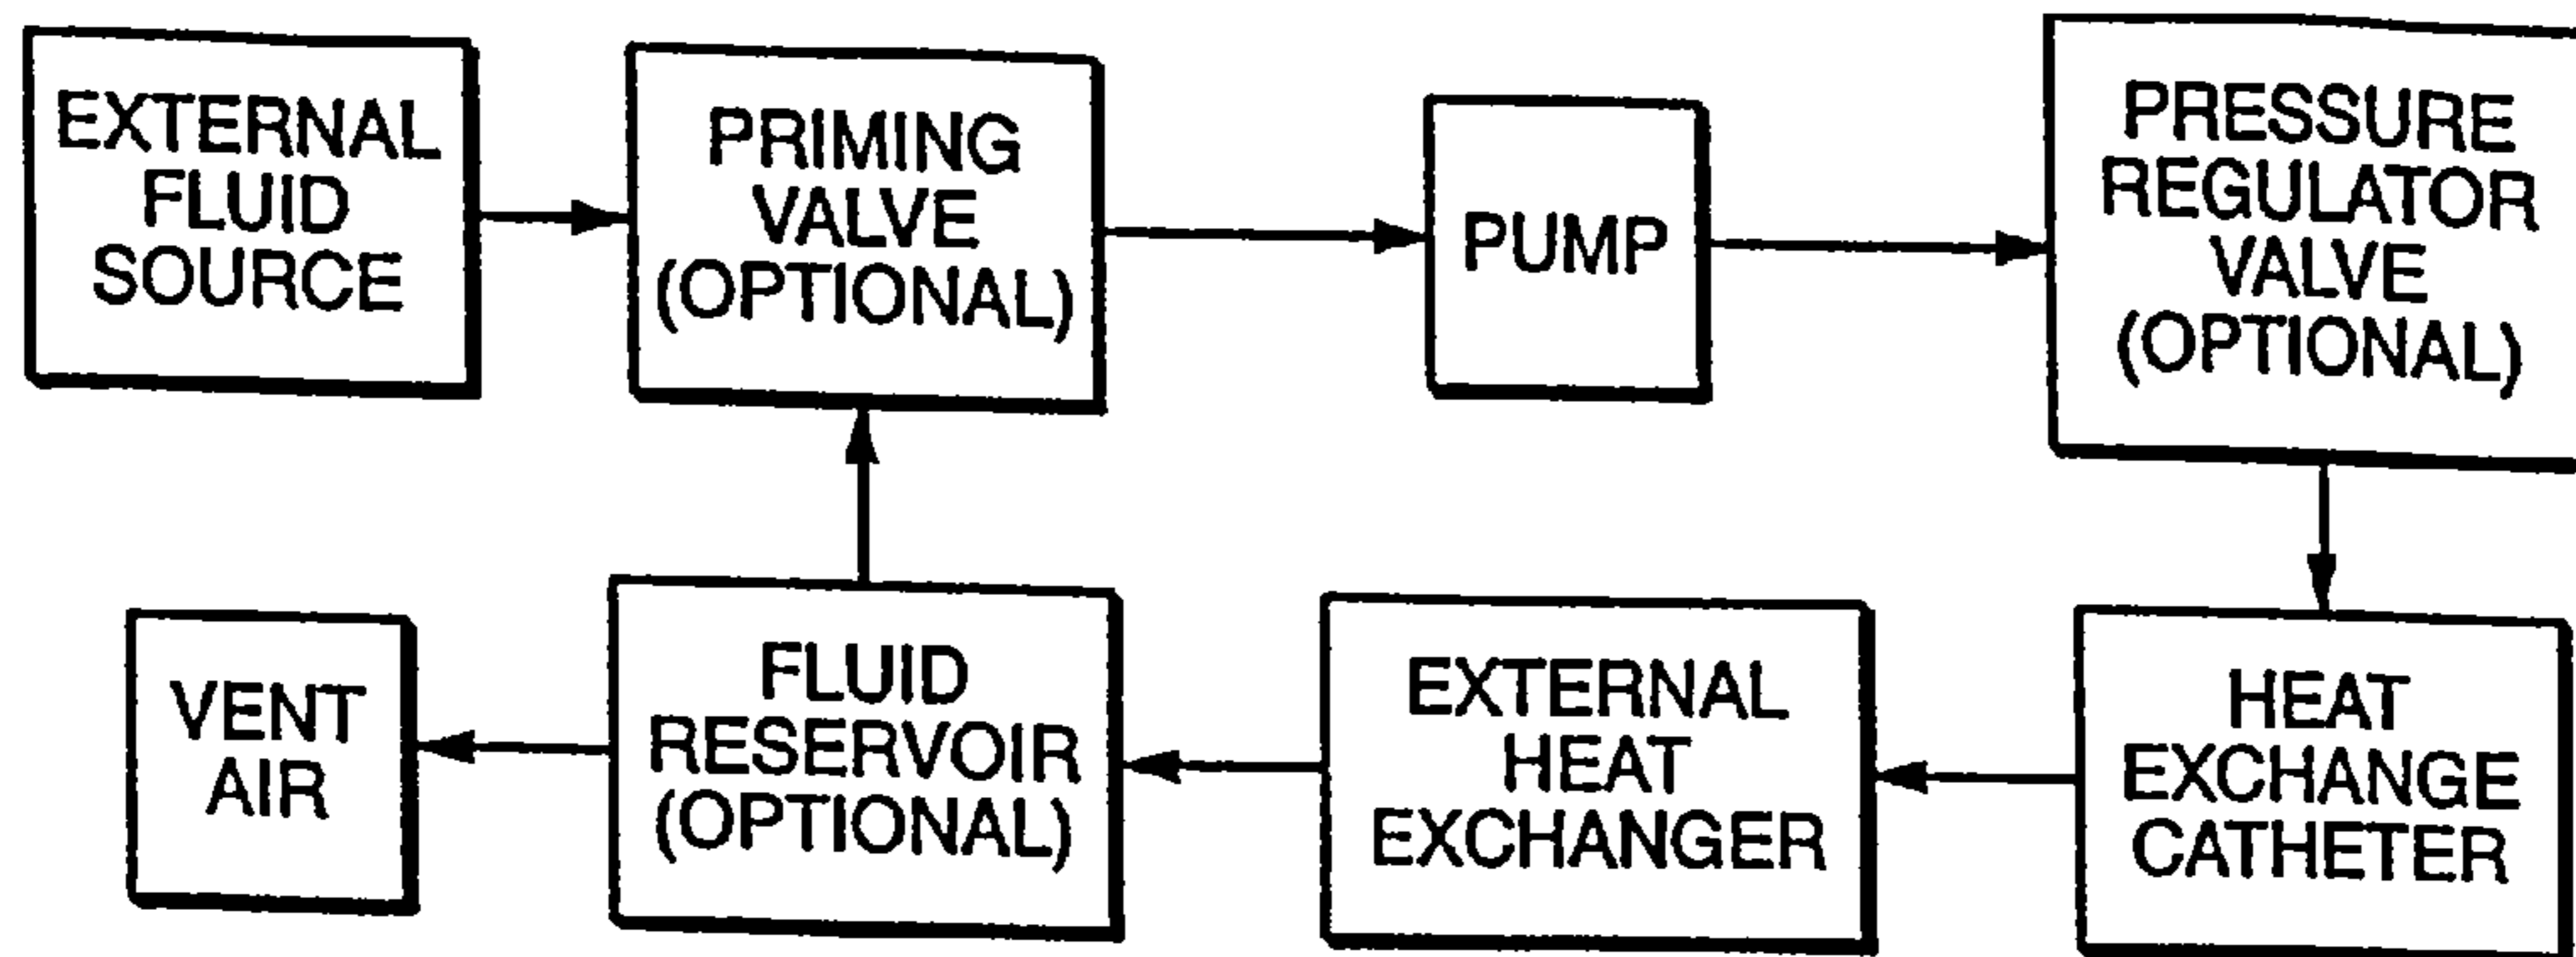 EXTERNAL
FLUID
SOURCE
PRIMING
VALVE
(OPTIONAL)
PUMP
PRESSURE
REGULATOR
VALVE
(OPTIONAL)
VENT
AIR
FLUID
RESERVOIR
(OPTIONAL)
EXTERNAL
HEAT
EXCHANGER
HEAT
EXCHANGE
CATHETER